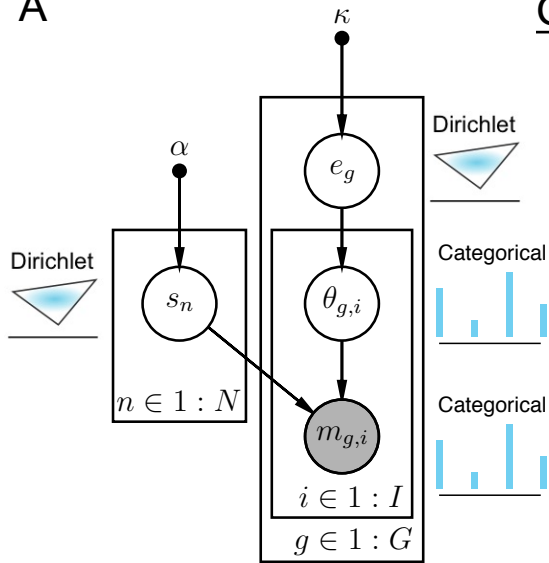 A
κ
C
Dirichlet
e_g
α
Dirichlet
s_n
n ∈ 1 : N
Categorical
θ_{g,i}
Categorical
m_{g,i}
i ∈ 1 : I
g ∈ 1 : G